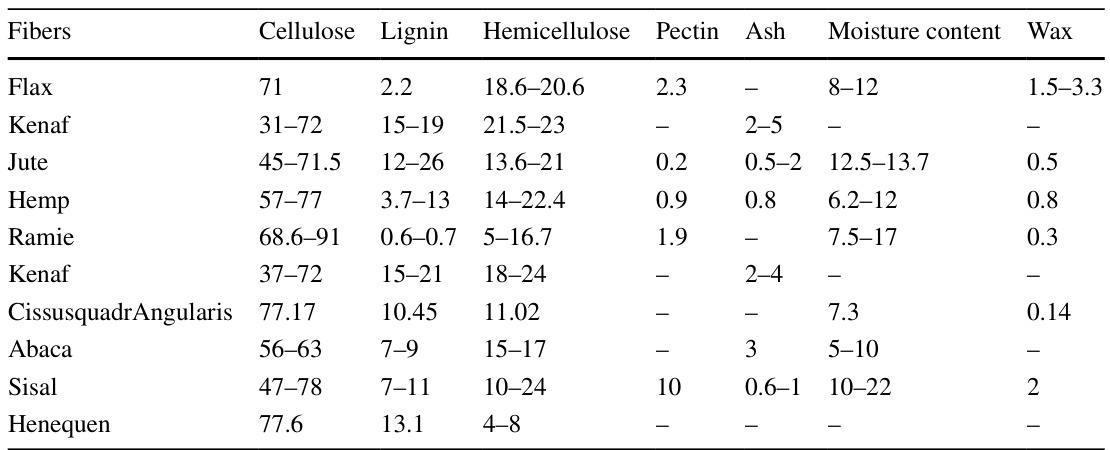 Fibers Cellulose Lignin Hemicellulose Pectin Ash Moisture content Wax
Flax 71 2.2 18.6–20.6 2.3 – 8–12 1.5–3.3
Kenaf 31–72 15–19 21.5–23 – 2–5 – –
Jute 45–71.5 12–26 13.6–21 0.2 0.5–2 12.5–13.7 0.5
Hemp 57–77 3.7–13 14–22.4 0.9 0.8 6.2–12 0.8
Ramie 68.6–91 0.6–0.7 5–16.7 1.9 – 7.5–17 0.3
Kenaf 37–72 15–21 18–24 – 2–4 – –
CissusquadrAngularis 77.17 10.45 11.02 – – 7.3 0.14
Abaca 56–63 7–9 15–17 – 3 5–10 –
Sisal 47–78 7–11 10–24 10 0.6–1 10–22 2
Henequen 77.6 13.1 4–8 – – – –